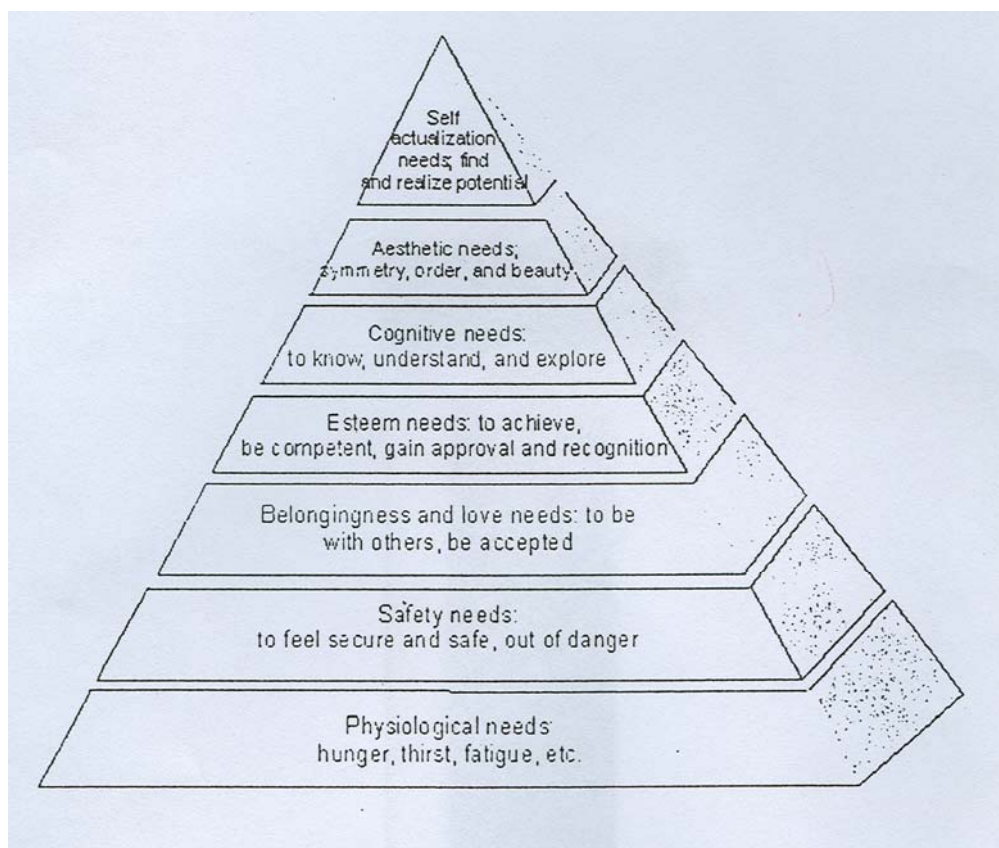 Self
actualization
needs; find
and realize potential
Aesthetic needs;
symmetry, order, and beauty
Cognitive needs:
to know, understand, and explore
Esteem needs: to achieve,
be competent, gain approval and recognition
Belongingness and love needs: to be
with others, be accepted
Safety needs:
to feel secure and safe, out of danger
Physiological needs
hunger, thirst, fatigue, etc.